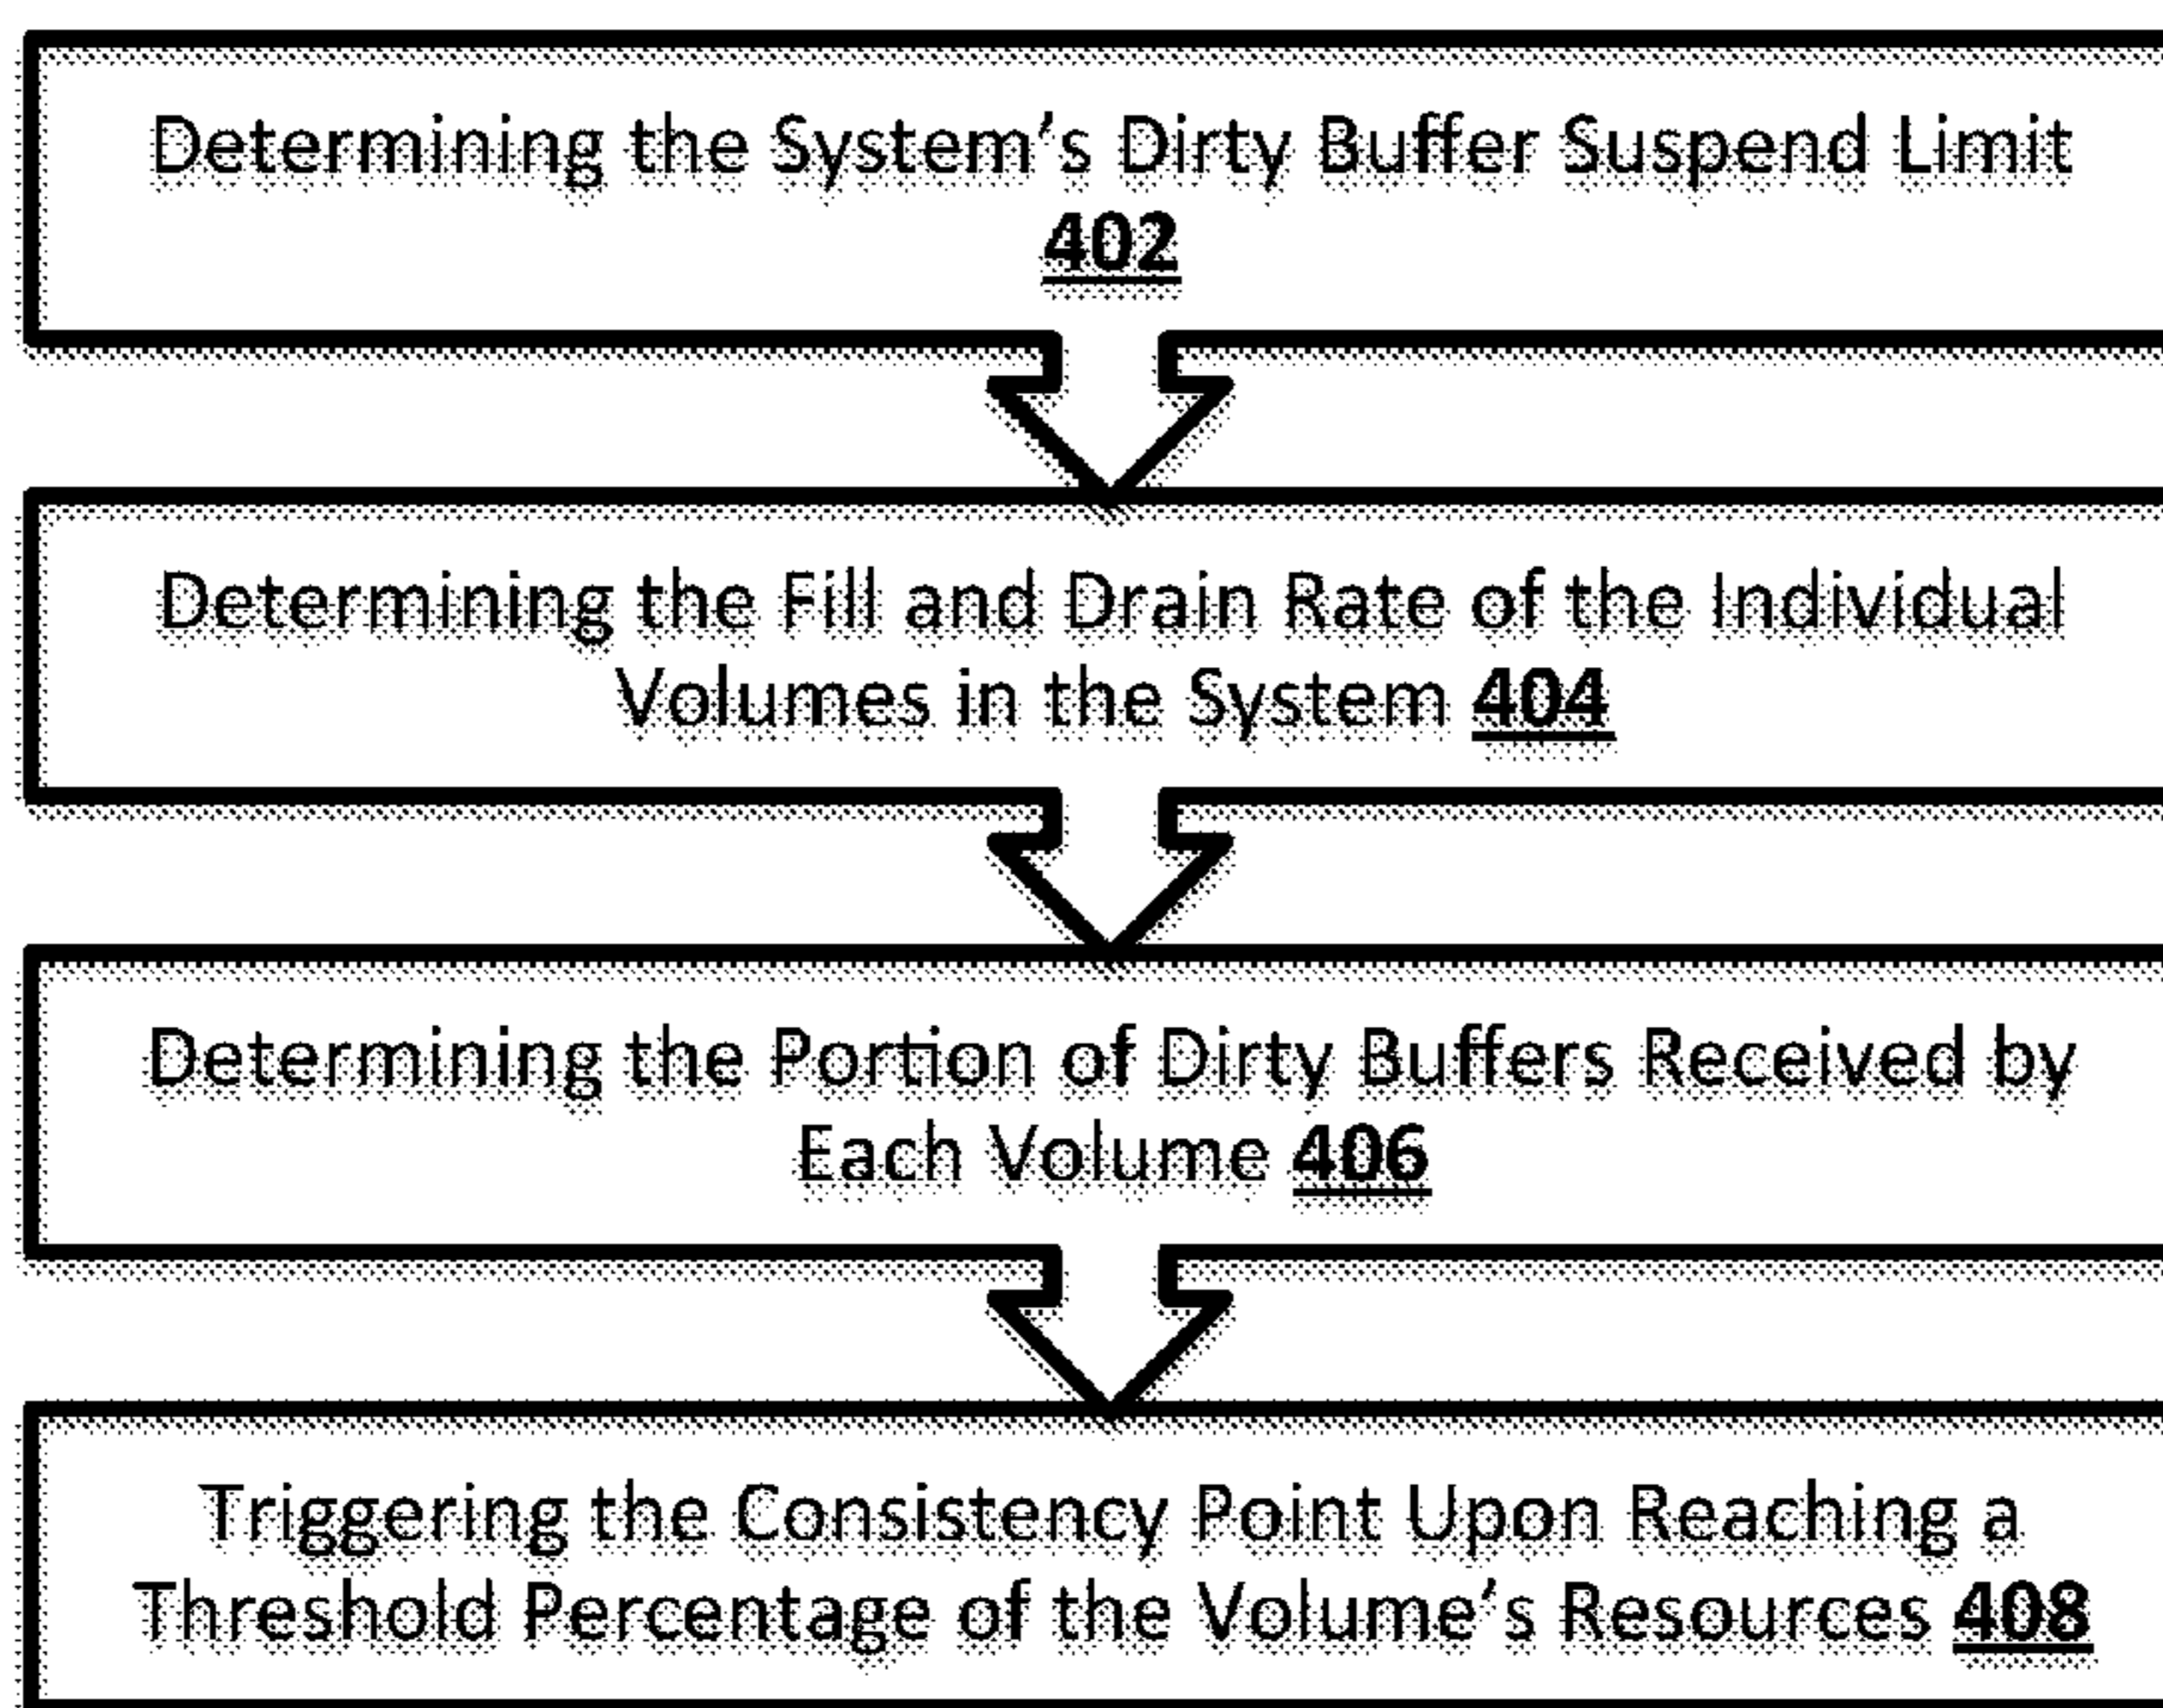 Determining the System's Dirty Buffer Suspend Limit
402
Determining the Fill and Drain Rate of the Individual
Volumes in the System 404
Determining the Portion of Dirty Buffers Received by
Each Volume 406
Triggering the Consistency Point Upon Reaching a
Threshold Percentage of the Volume's Resources 408